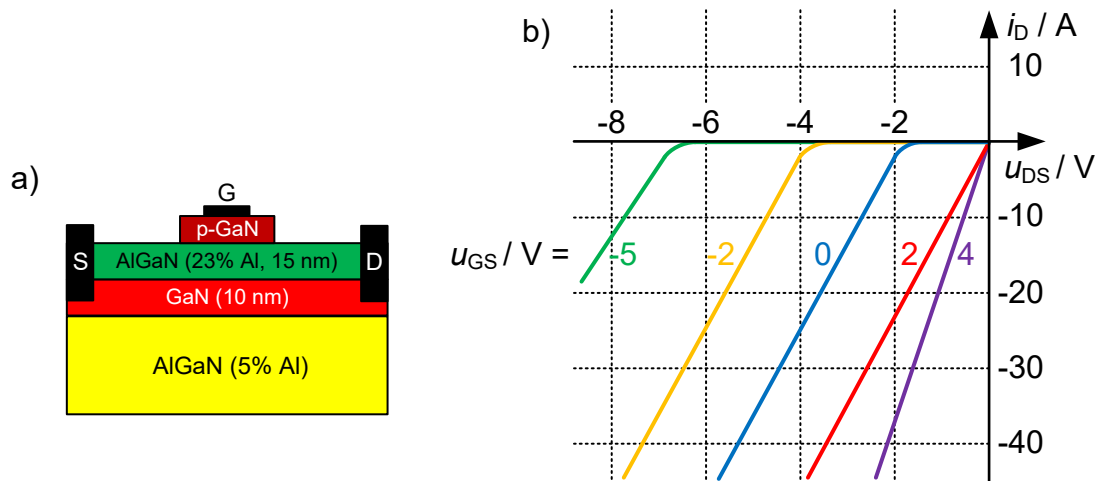 a)
G
p-GaN
S
AlGaN (23% Al, 15 nm)
D
GaN (10 nm)
AlGaN (5% Al)
b)
iD / A
10
-8 -6 -4 -2
uDS / V
-10
uGS / V = -5 -2 0 2 4
-20
-30
-40